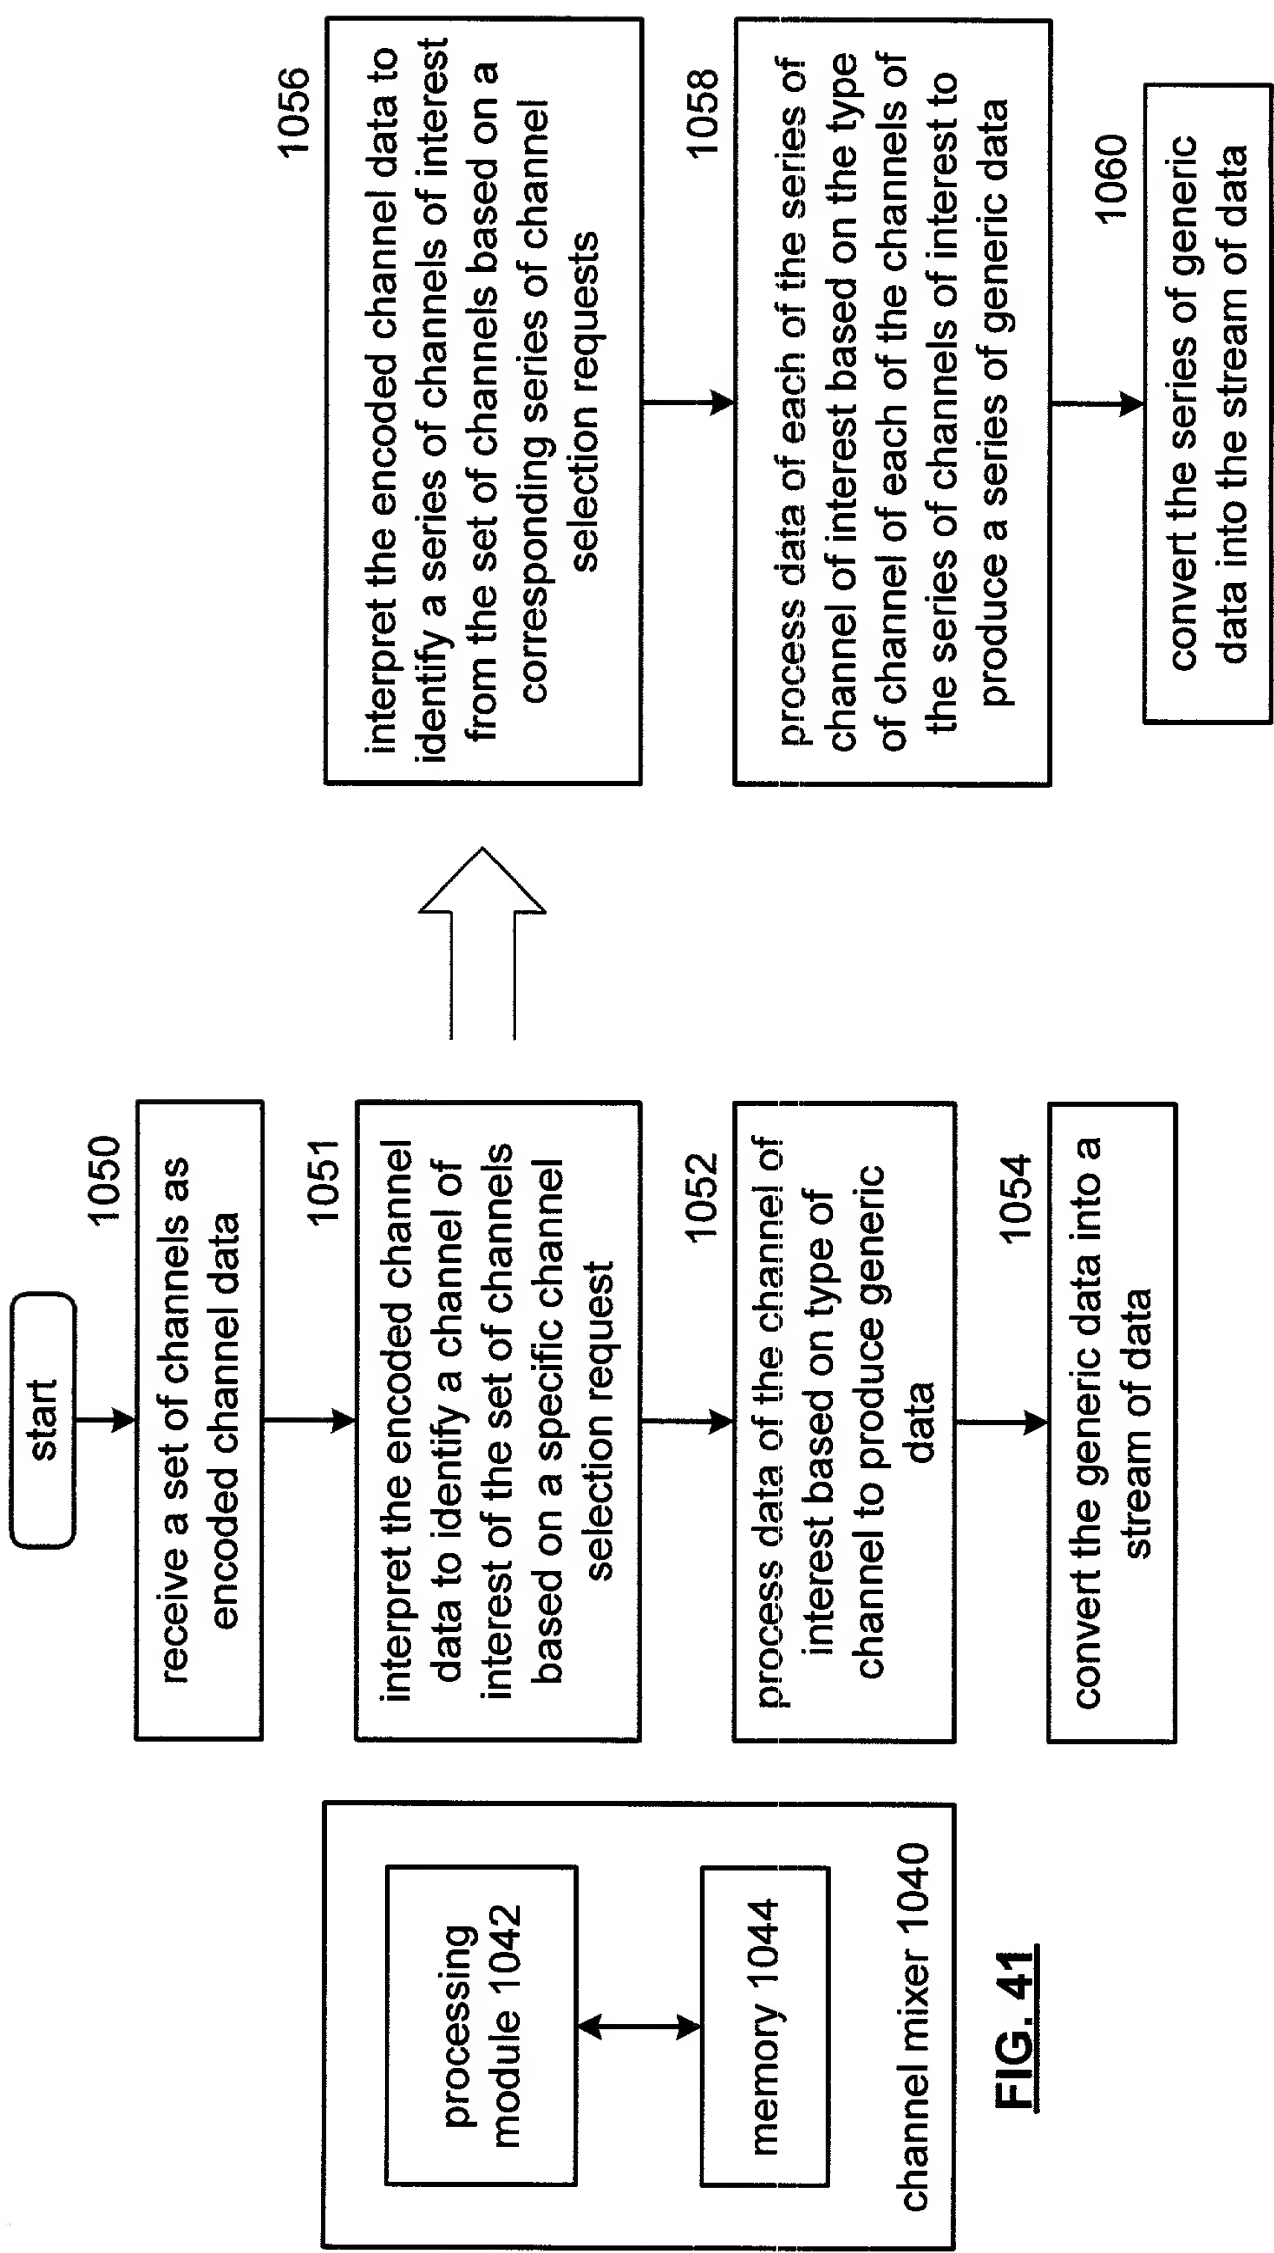 start
1050
receive a set of channels as
encoded channel data
1051
interpret the encoded channel
data to identify a channel of
interest of the set of channels
based on a specific channel
selection request
1052
process data of the channel of
interest based on type of
channel to produce generic
data
1054
convert the generic data into a
stream of data
1056
interpret the encoded channel data to
identify a series of channels of interest
from the set of channels based on a
corresponding series of channel
selection requests
1058
process data of each of the series of
channel of interest based on the type
of channel of each of the channels of
the series of channels of interest to
produce a series of generic data
1060
convert the series of generic
data into the stream of data
processing
module 1042
memory 1044
channel mixer 1040
FIG. 41